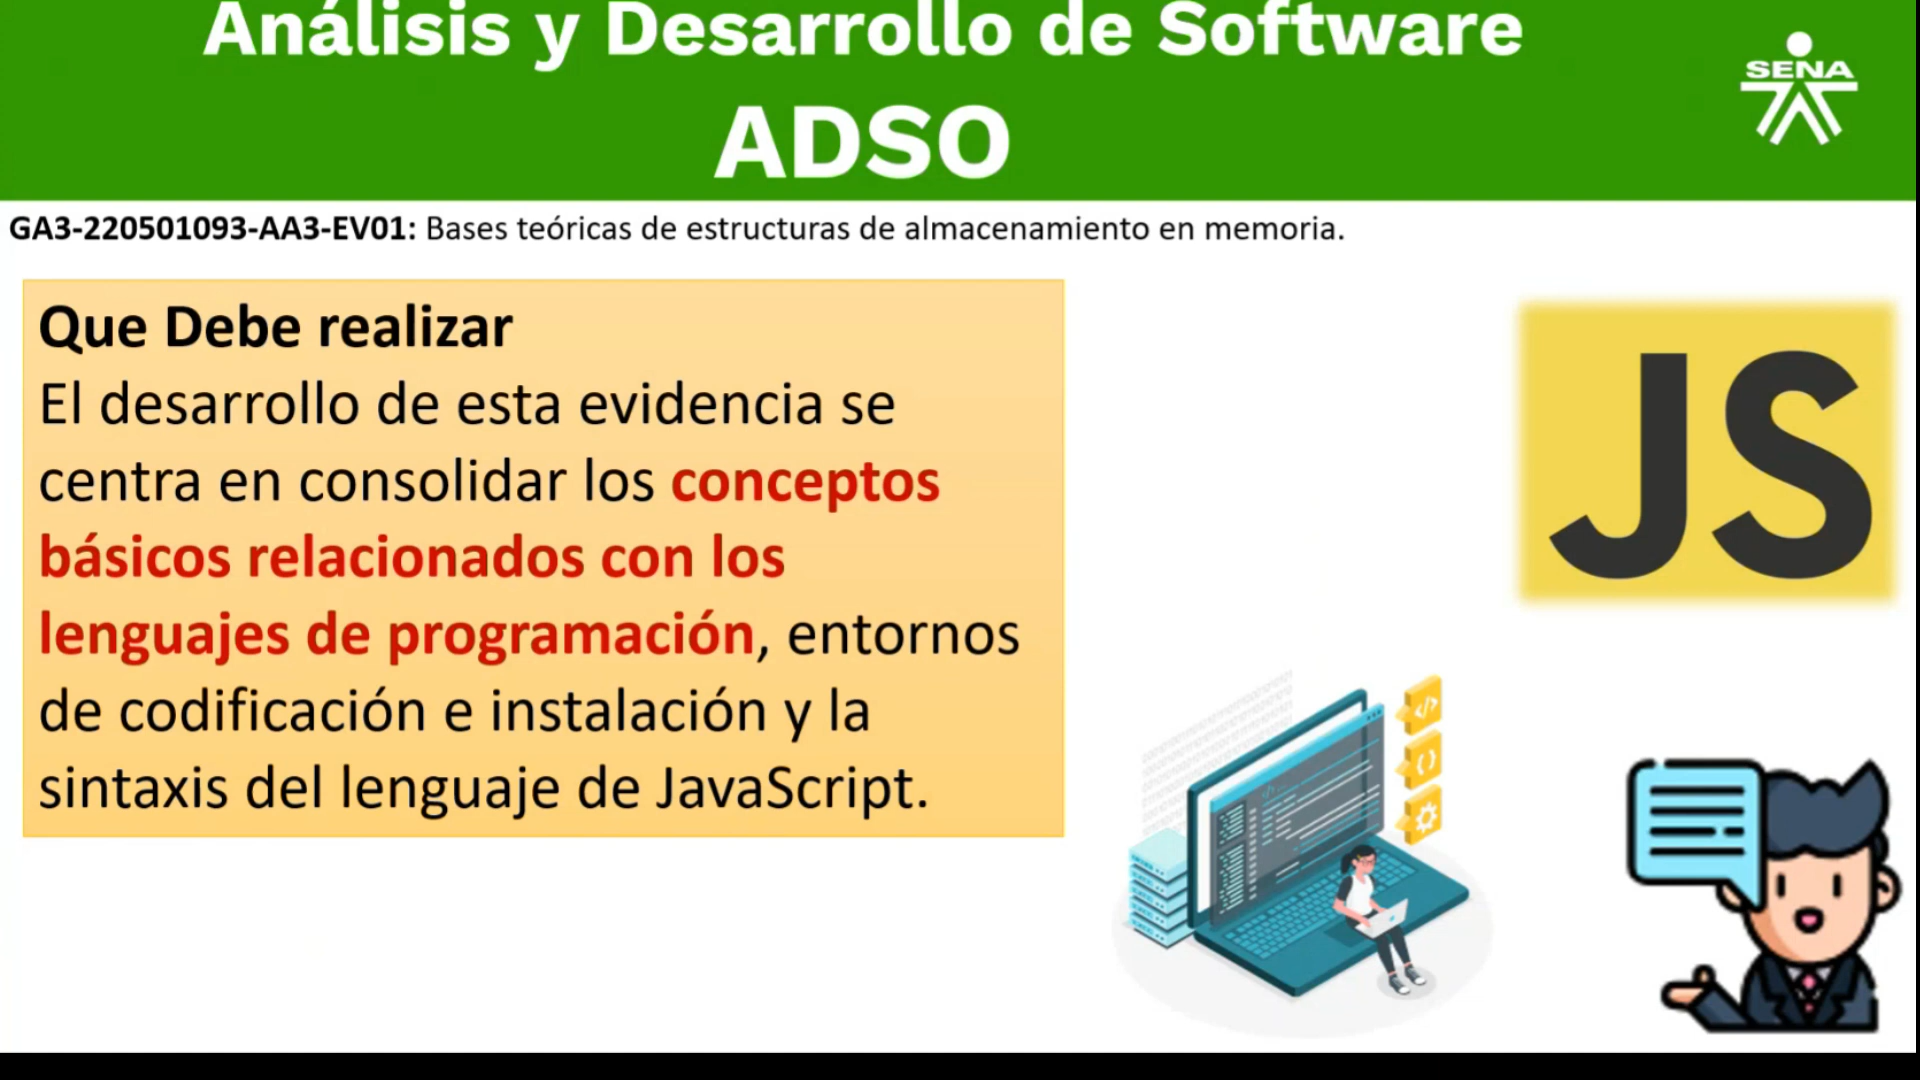 Análisis y Desarrollo de Software
ADSO
SENA
GA3-220501093-AA3-EV01: Bases teóricas de estructuras de almacenamiento en memoria.
Que Debe realizar
El desarrollo de esta evidencia se
centra en consolidar los conceptos
básicos relacionados con los
lenguajes de programación, entornos
de codificación e instalación y la
sintaxis del lenguaje de JavaScript.
JS